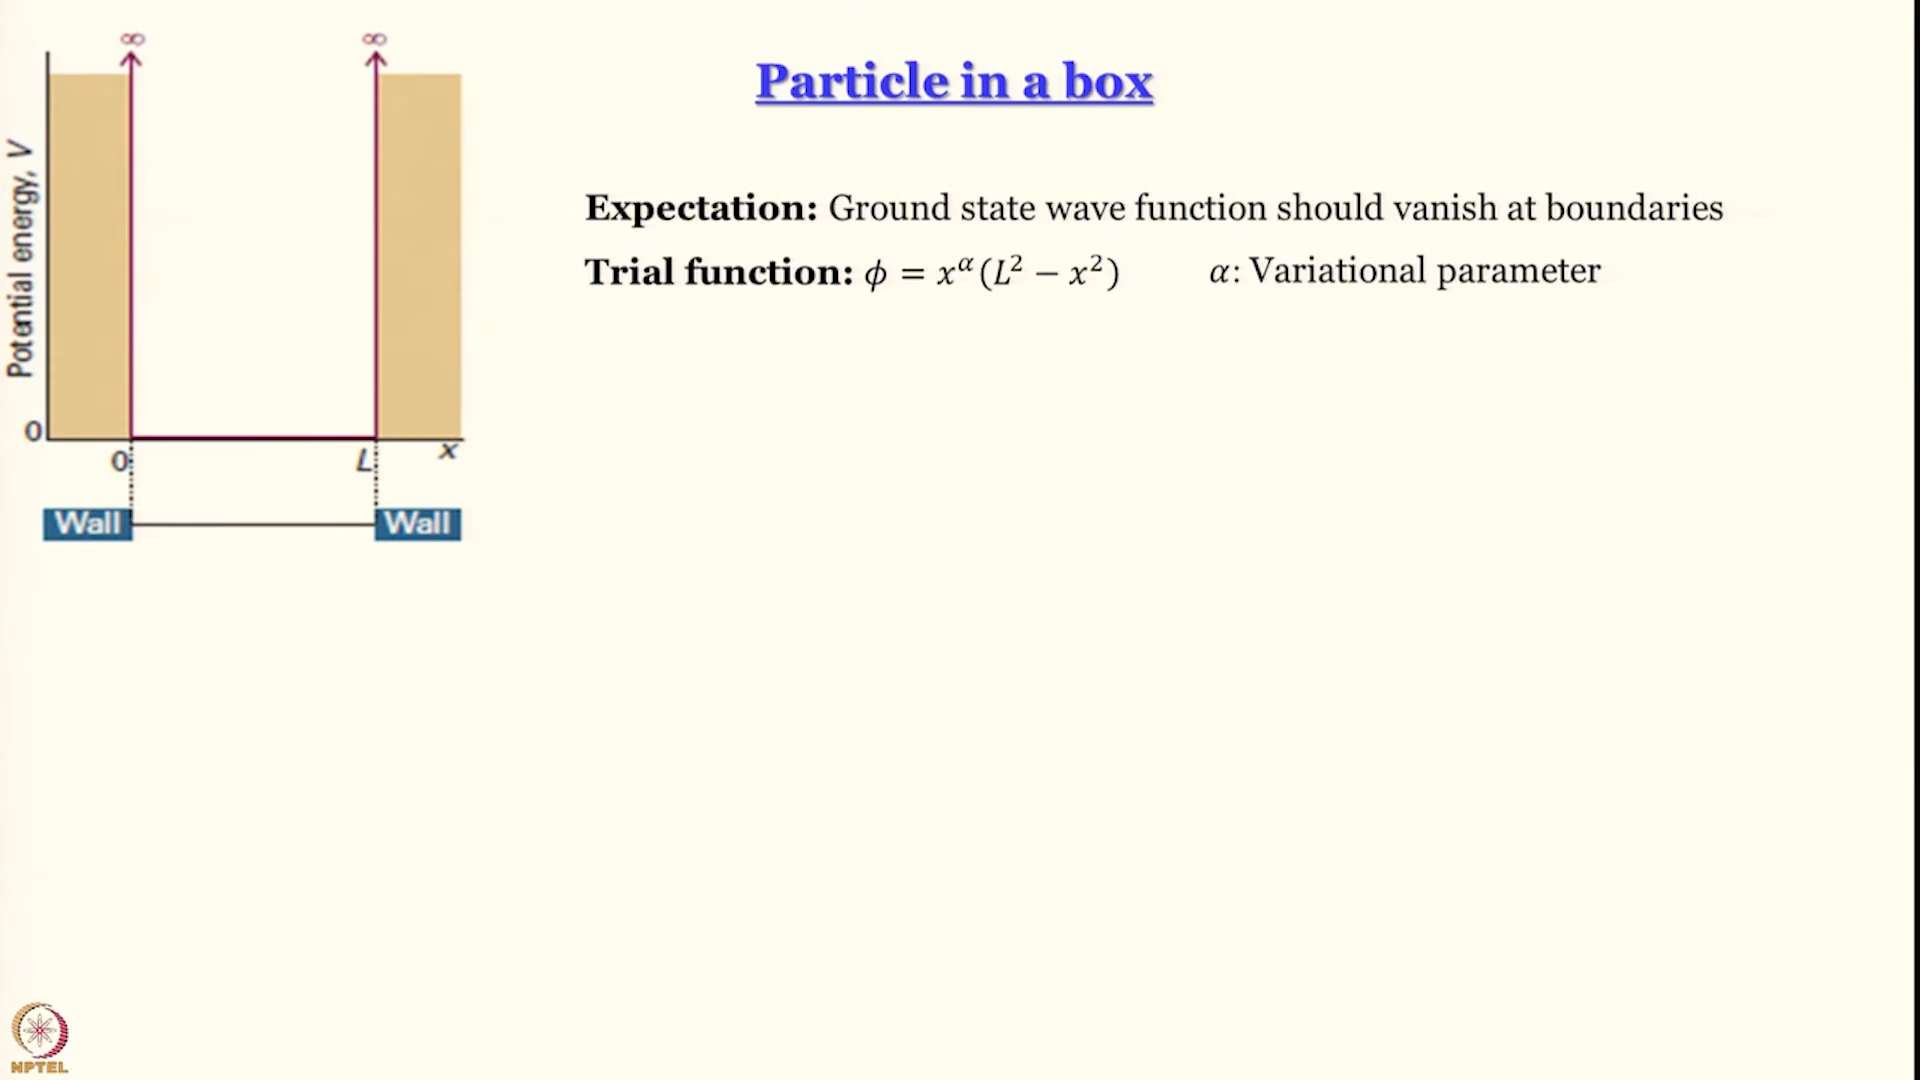 Particle in a box
Expectation: Ground state wave function should vanish at boundaries
Trial function: ϕ = x^α(L² − x²) α: Variational parameter
∞ ∞
Potential energy, V
0
0 L x
Wall Wall
NPTEL